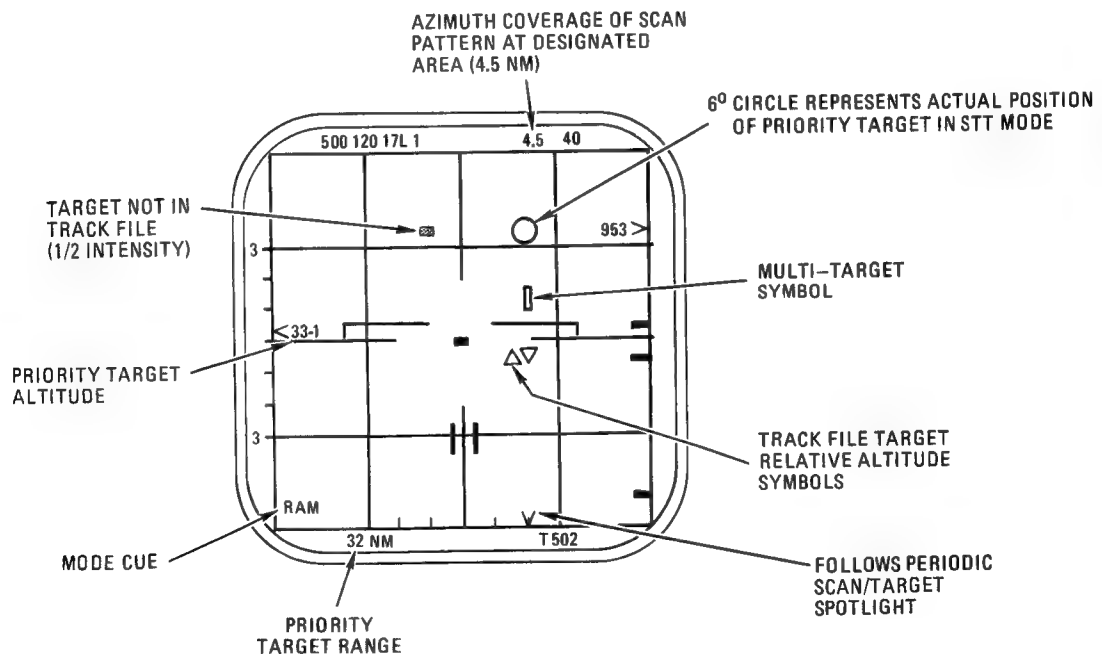 AZIMUTH COVERAGE OF SCAN
PATTERN AT DESIGNATED
AREA (4.5 NM)
6⁰ CIRCLE REPRESENTS ACTUAL POSITION
OF PRIORITY TARGET IN STT MODE
500 120 17L 1 4.5 40
TARGET NOT IN
TRACK FILE
(1/2 INTENSITY)
953 >
3
MULTI-TARGET
SYMBOL
<33-1
PRIORITY TARGET
ALTITUDE
3
TRACK FILE TARGET
RELATIVE ALTITUDE
SYMBOLS
RAM
MODE CUE
32 NM T 502
FOLLOWS PERIODIC
SCAN/TARGET
SPOTLIGHT
PRIORITY
TARGET RANGE